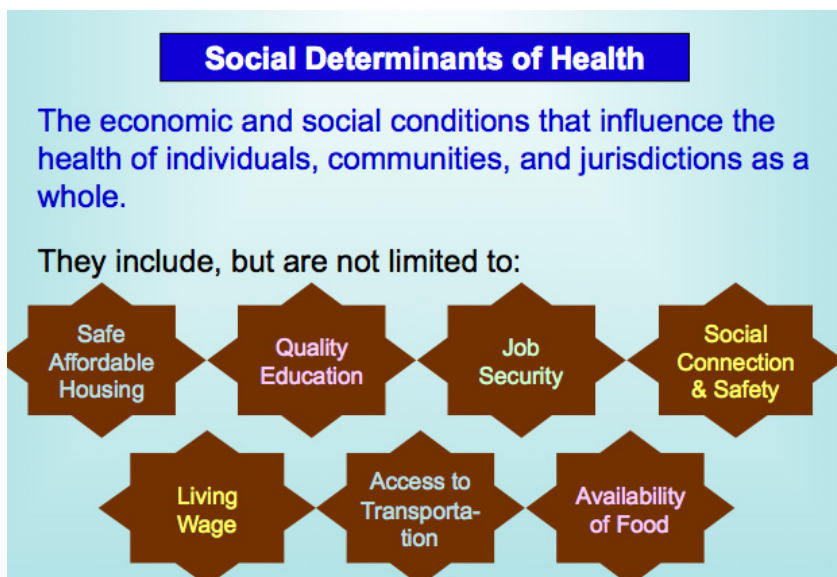 Social Determinants of Health
The economic and social conditions that influence the
health of individuals, communities, and jurisdictions as a
whole.
They include, but are not limited to:
Safe
Affordable
Housing
Quality
Education
Job
Security
Social
Connection
& Safety
Living
Wage
Access to
Transporta-
tion
Availability
of Food